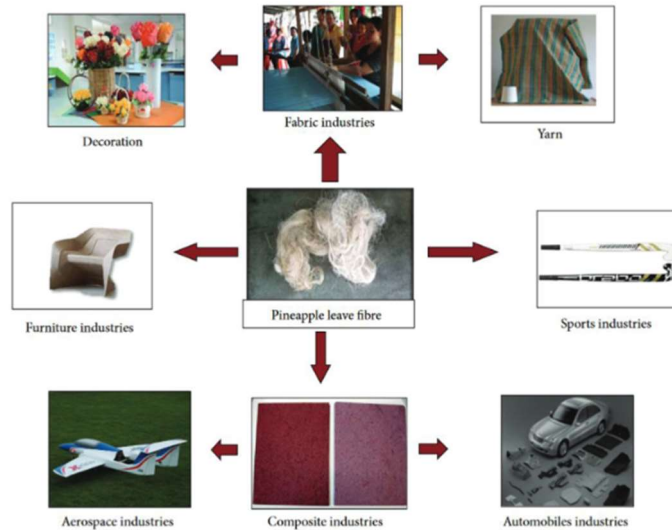 Decoration
Fabric industries
Yarn
Furniture industries
Pineapple leave fibre
Sports industries
Aerospace industries
Composite industries
Automobiles industries